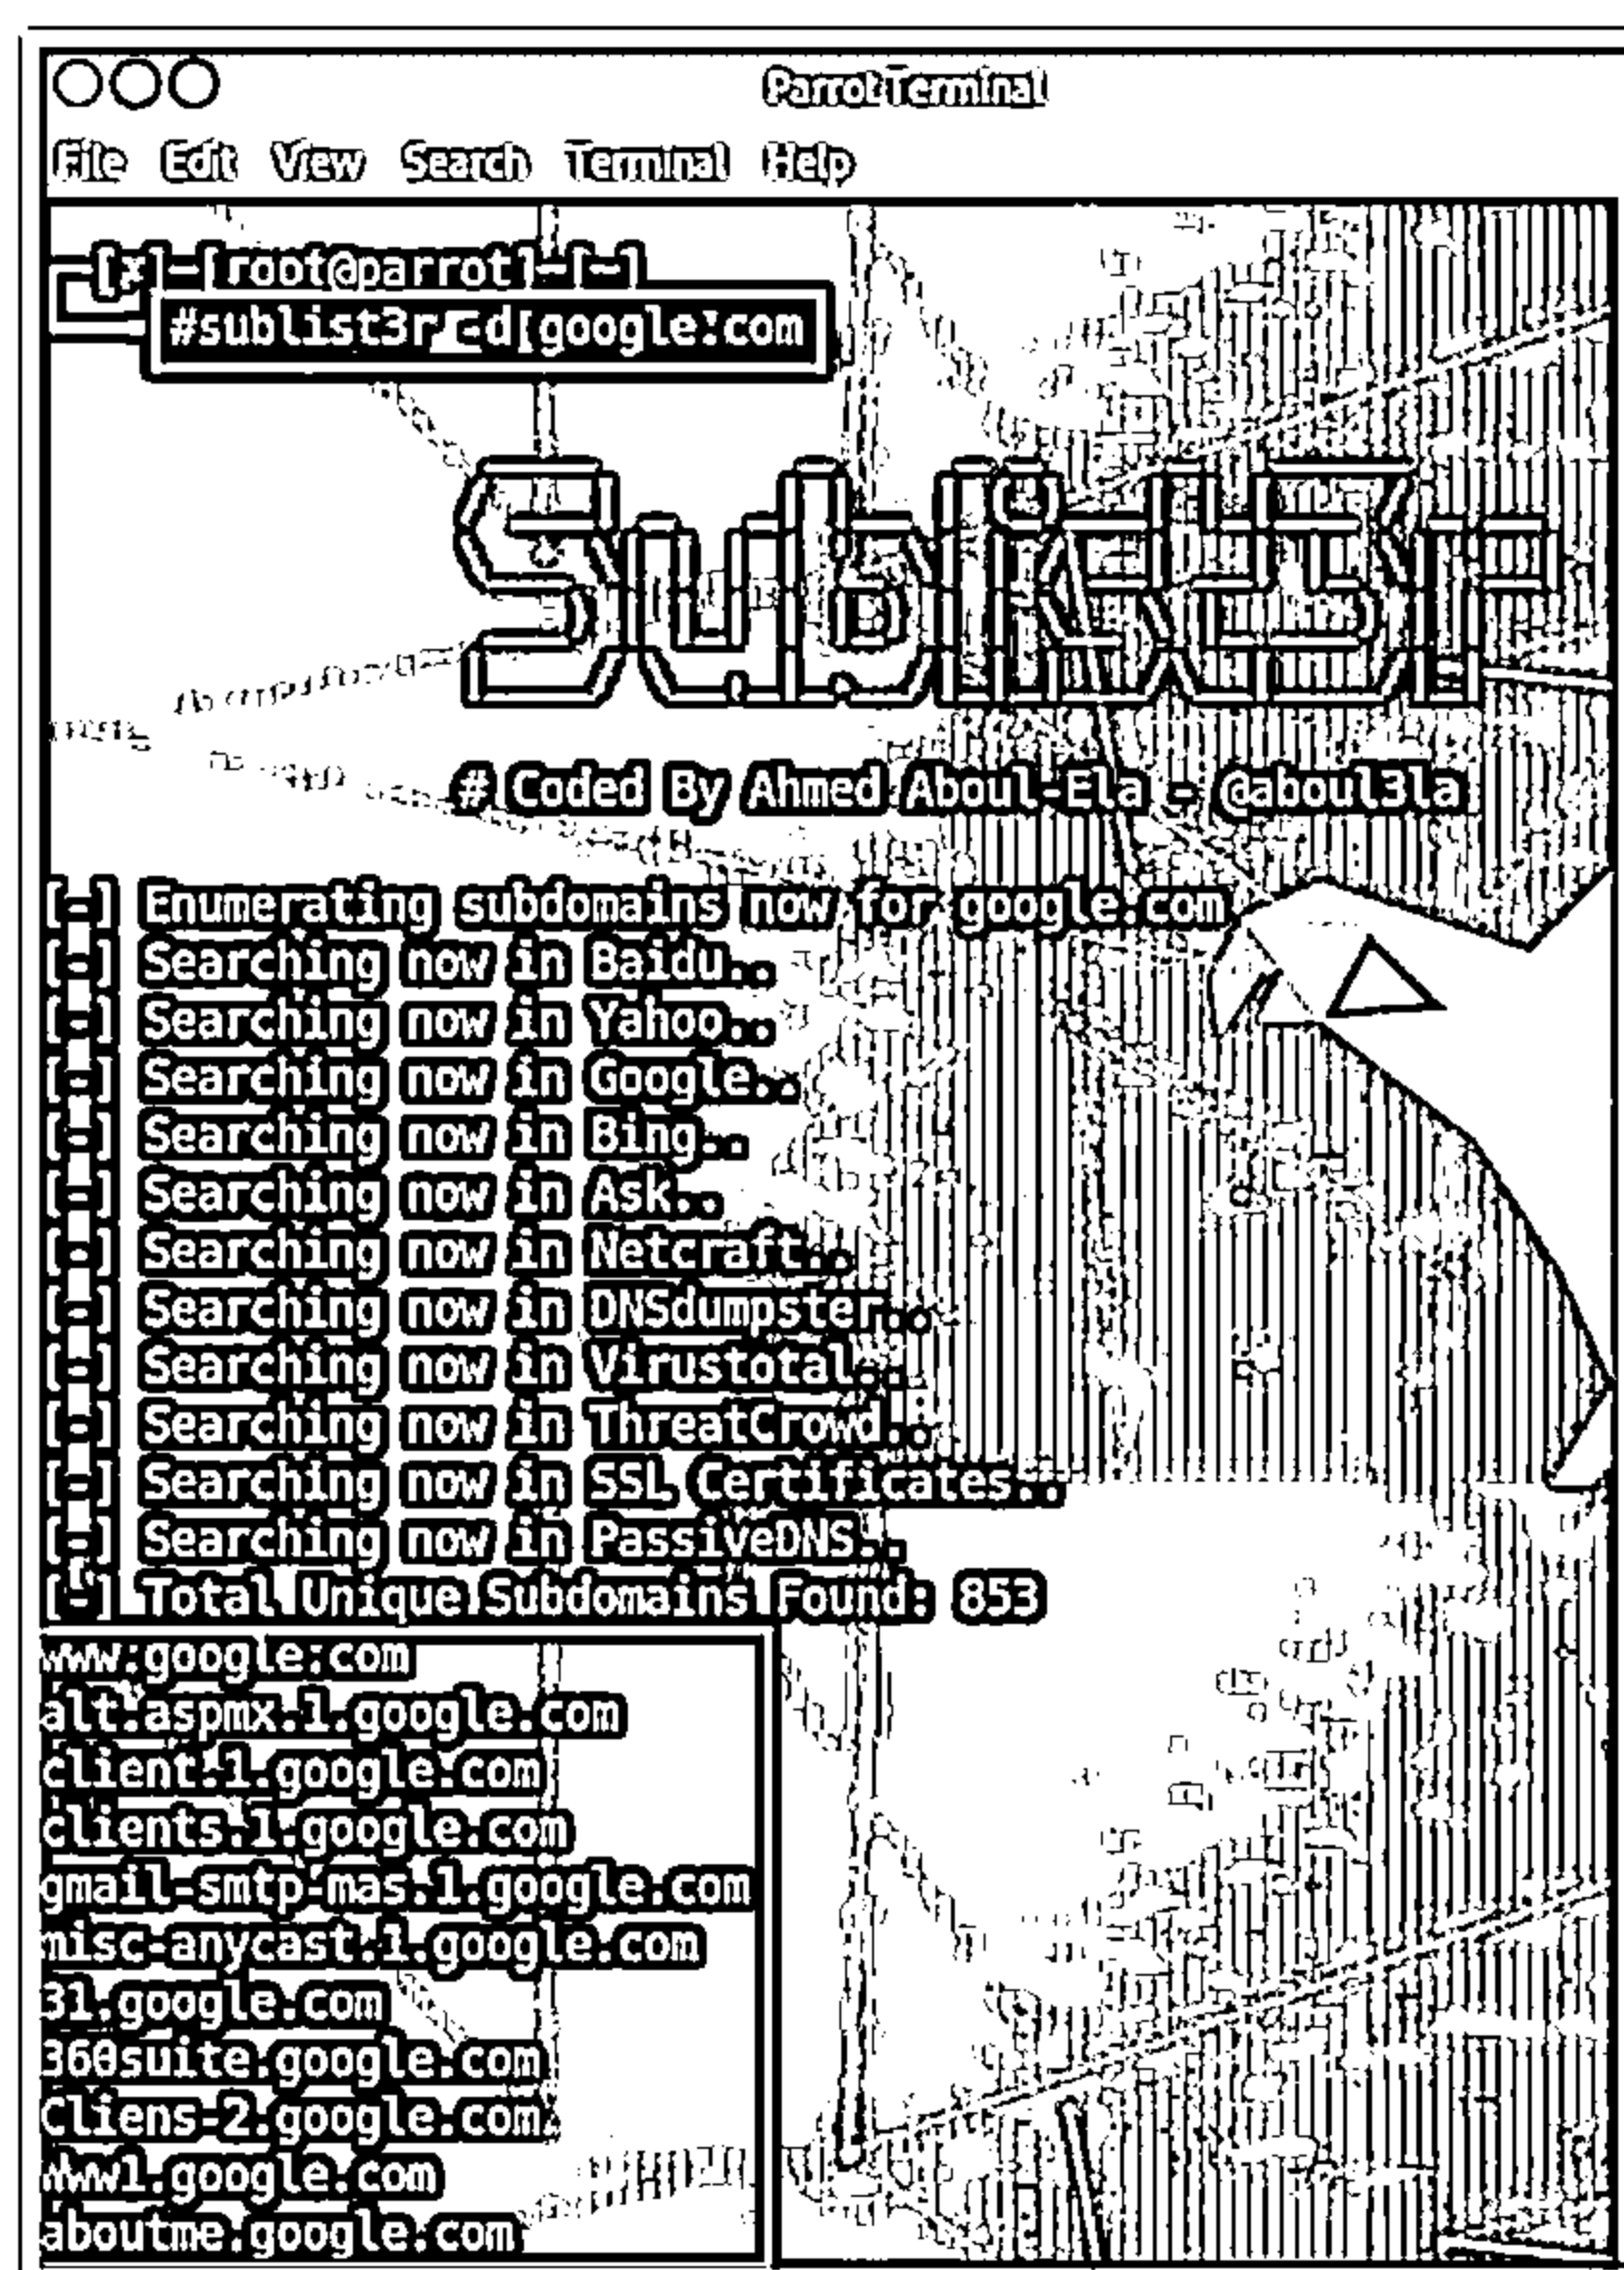 Parrot Terminal
File Edit View Search Terminal Help
[x]-[root@parrot]-[~]
#sublist3r -d google.com
Sublist3r
# Coded By Ahmed Aboul-Ela - @aboul3la
[-] Enumerating subdomains now for google.com
[-] Searching now in Baidu..
[-] Searching now in Yahoo..
[-] Searching now in Google..
[-] Searching now in Bing..
[-] Searching now in Ask..
[-] Searching now in Netcraft..
[-] Searching now in DNSdumpster..
[-] Searching now in Virustotal..
[-] Searching now in ThreatCrowd..
[-] Searching now in SSL Certificates..
[-] Searching now in PassiveDNS..
[-] Total Unique Subdomains Found: 853
www.google.com
alt.aspmx.1.google.com
client.1.google.com
clients.1.google.com
gmail-smtp-mas.1.google.com
misc-anycast.1.google.com
31.google.com
360suite.google.com
Cliens-2.google.com
www1.google.com
aboutme.google.com